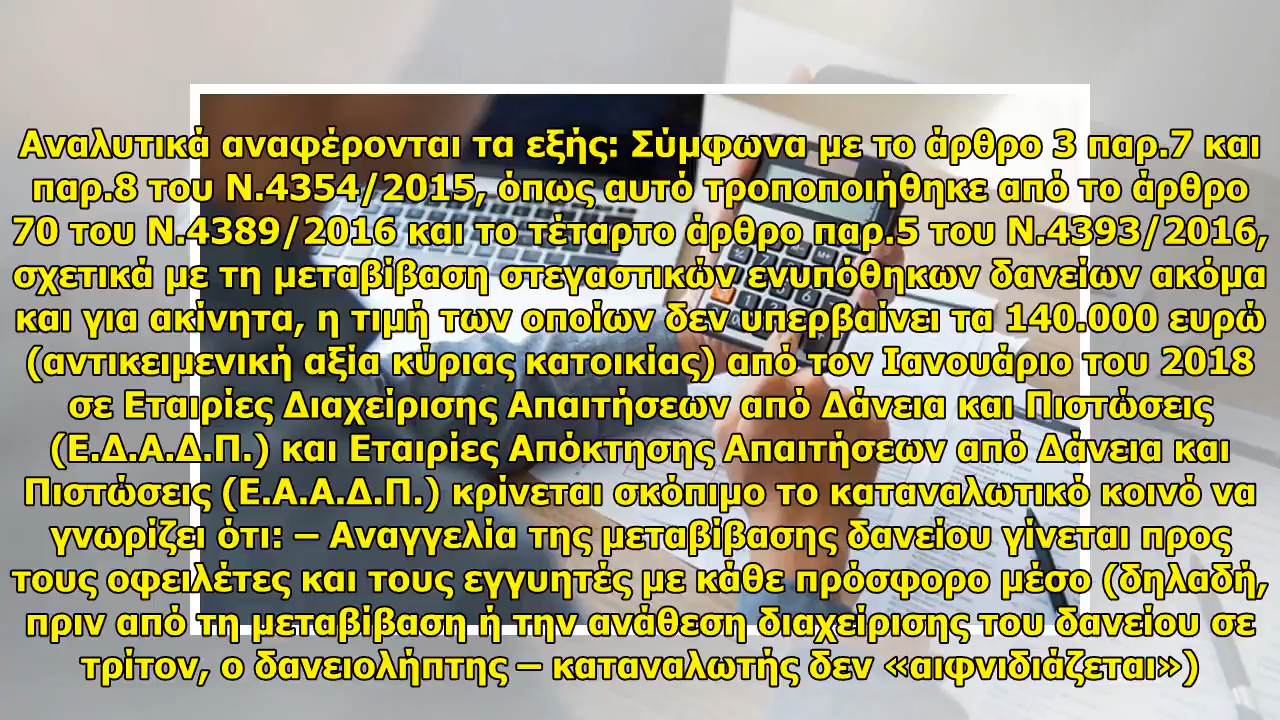 Αναλυτικά αναφέρονται τα εξής: Σύμφωνα με το άρθρο 3 παρ.7 και
παρ.8 του Ν.4354/2015, όπως αυτό τροποποιήθηκε από το άρθρο
70 του Ν.4389/2016 και το τέταρτο άρθρο παρ.5 του Ν.4393/2016,
σχετικά με τη μεταβίβαση στεγαστικών ενυπόθηκων δανείων ακόμα
και για ακίνητα, η τιμή των οποίων δεν υπερβαίνει τα 140.000 ευρώ
(αντικειμενική αξία κύριας κατοικίας) από τον Ιανουάριο του 2018
σε Εταιρίες Διαχείρισης Απαιτήσεων από Δάνεια και Πιστώσεις
(Ε.Δ.Α.Δ.Π.) και Εταιρίες Απόκτησης Απαιτήσεων από Δάνεια και
Πιστώσεις (Ε.Α.Α.Δ.Π.) κρίνεται σκόπιμο το καταναλωτικό κοινό να
γνωρίζει ότι: – Αναγγελία της μεταβίβασης δανείου γίνεται προς
τους οφειλέτες και τους εγγυητές με κάθε πρόσφορο μέσο (δηλαδή,
πριν από τη μεταβίβαση ή την ανάθεση διαχείρισης του δανείου σε
τρίτον, ο δανειολήπτης – καταναλωτής δεν «αιφνιδιάζεται»)